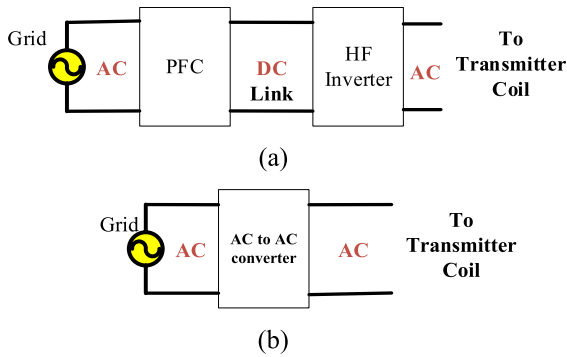 Grid
AC
PFC
DC
Link
HF
Inverter
AC
To
Transmitter
Coil
(a)
Grid
AC
AC to AC
converter
AC
To
Transmitter
Coil
(b)